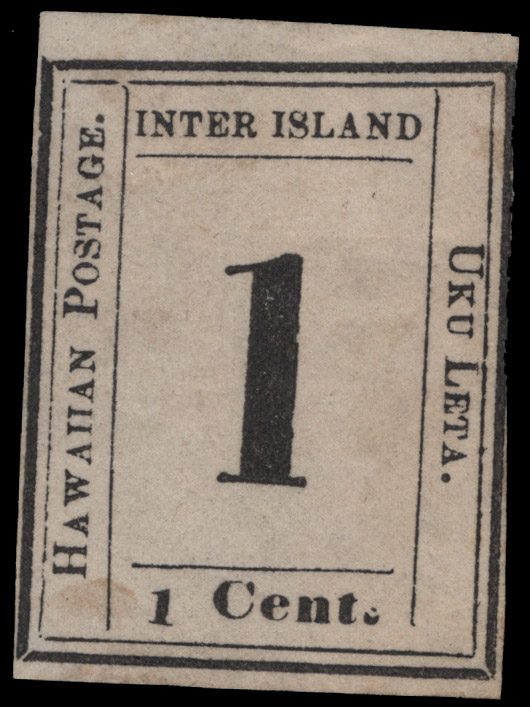 INTER ISLAND
HAWAIIAN POSTAGE.
1
UKU LETA.
1 Cent.